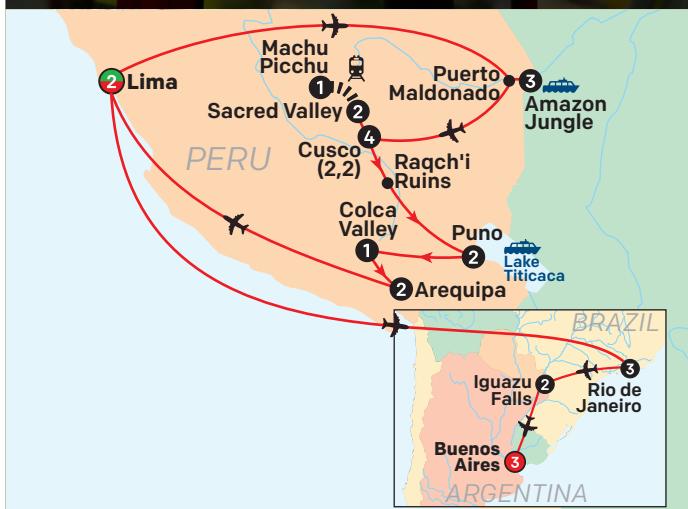 Machu
Picchu
1
2
Lima
Puerto
Maldonado
3
Amazon
Jungle
Sacred Valley
2
4
Cusco
(2,2)
PERU
Raqch'i
Ruins
Colca
Valley
1
Puno
2
Lake
Titicaca
2
Arequipa
BRAZIL
3
Rio de
Janeiro
Iguazu
Falls
2
Buenos
Aires
3
ARGENTINA